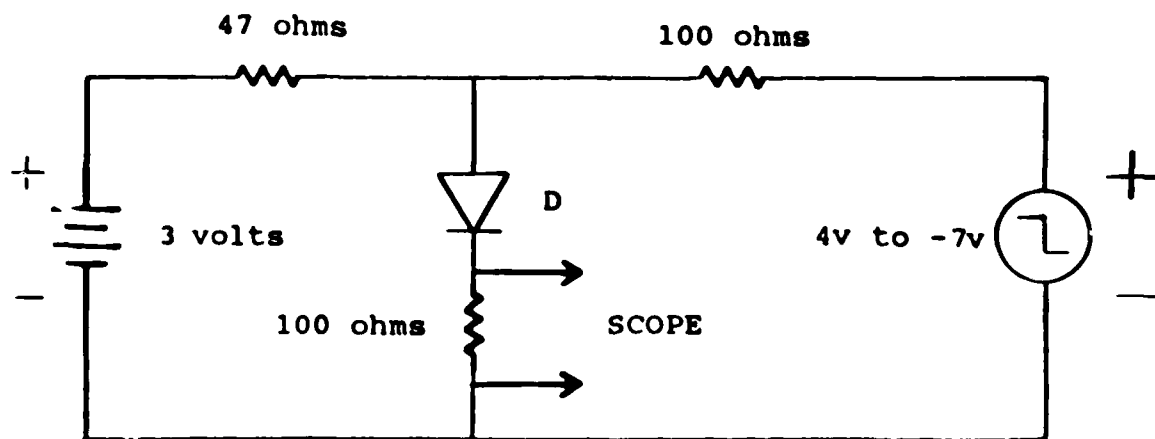 47 ohms
100 ohms
+
+
D
3 volts
4v to -7v
−
−
100 ohms
SCOPE